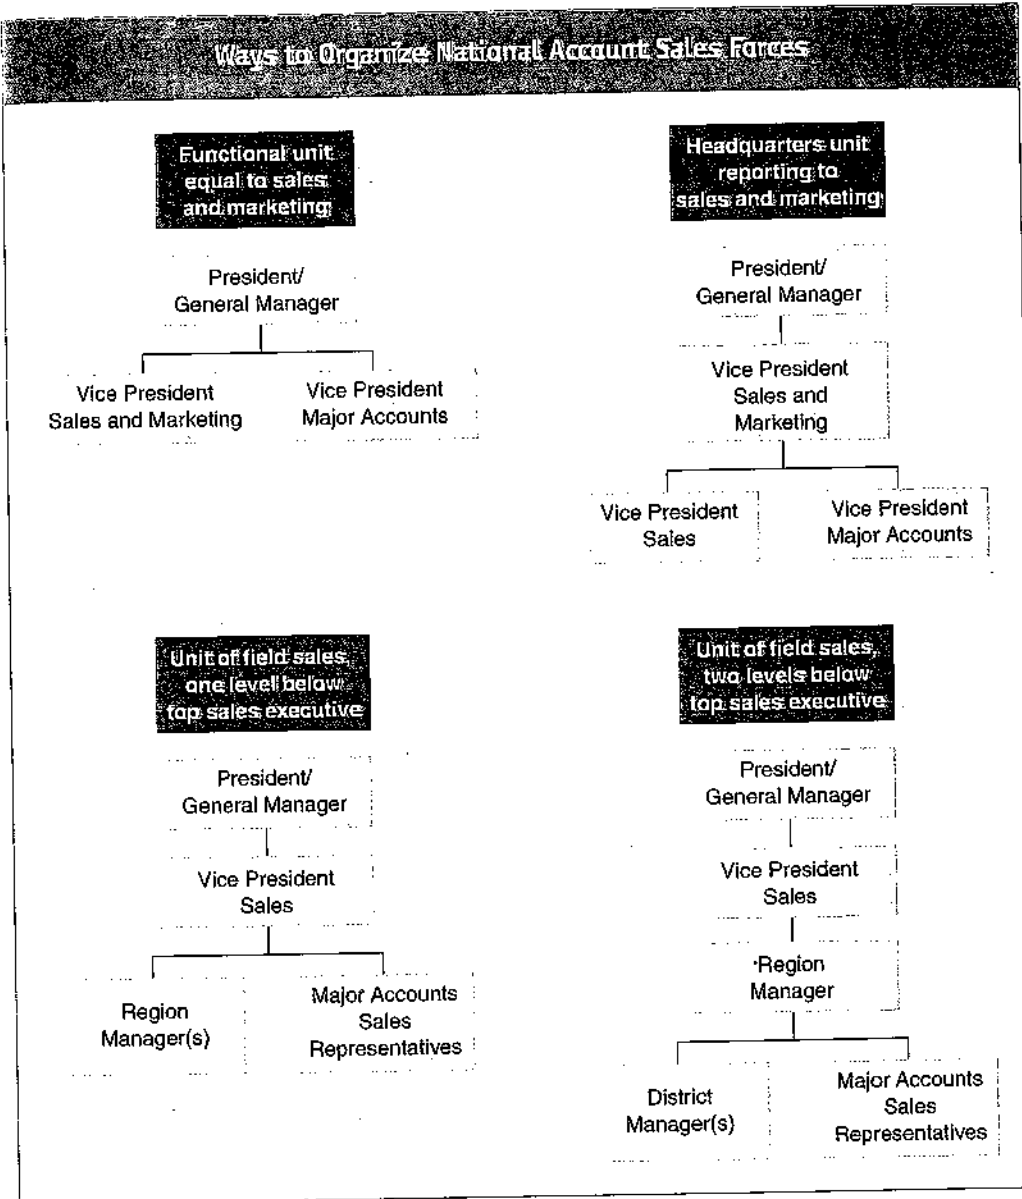 Ways to Organize National Account Sales Forces
Functional unit
equal to sales
and marketing
President/
General Manager
Vice President
Sales and Marketing
Vice President
Major Accounts
Headquarters unit
reporting to
sales and marketing
President/
General Manager
Vice President
Sales and
Marketing
Vice President
Sales
Vice President
Major Accounts
Unit of field sales,
one level below
top sales executive
President/
General Manager
Vice President
Sales
Region
Manager(s)
Major Accounts
Sales
Representatives
Unit of field sales,
two levels below
top sales executive
President/
General Manager
Vice President
Sales
Region
Manager
District
Manager(s)
Major Accounts
Sales
Representatives